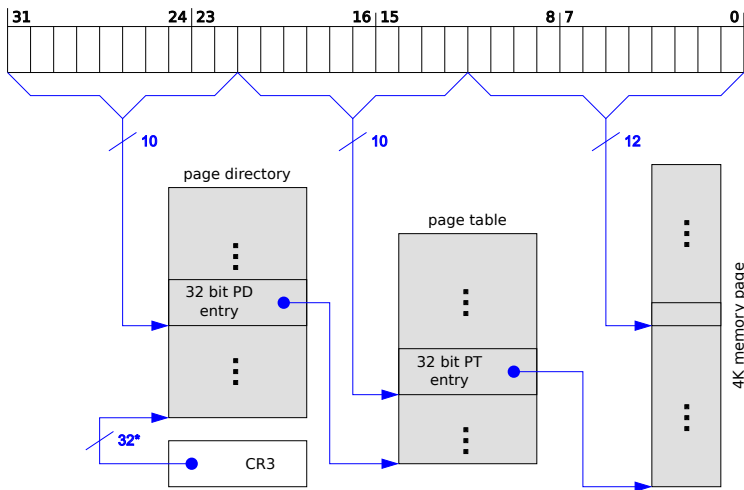 31 24 23 16 15 8 7 0
10 10 12
page directory
page table
32 bit PD
entry
32 bit PT
entry
4K memory page
32*
CR3